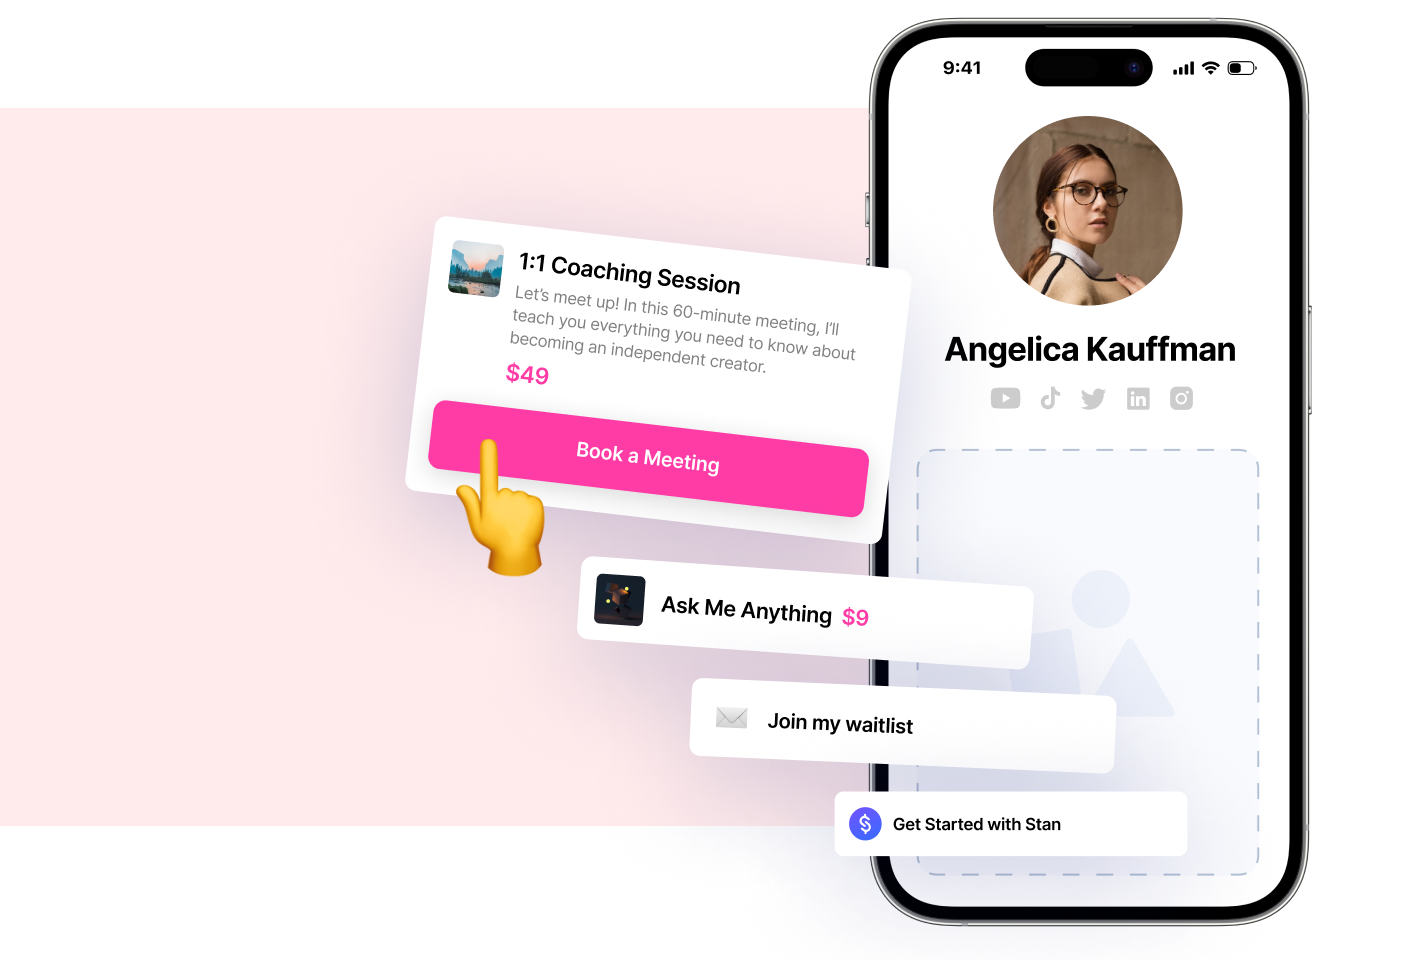 9:41
Angelica Kauffman
1:1 Coaching Session
Let's meet up! In this 60-minute meeting, I'll
teach you everything you need to know about
becoming an independent creator.
$49
Book a Meeting
Ask Me Anything $9
Join my waitlist
Get Started with Stan